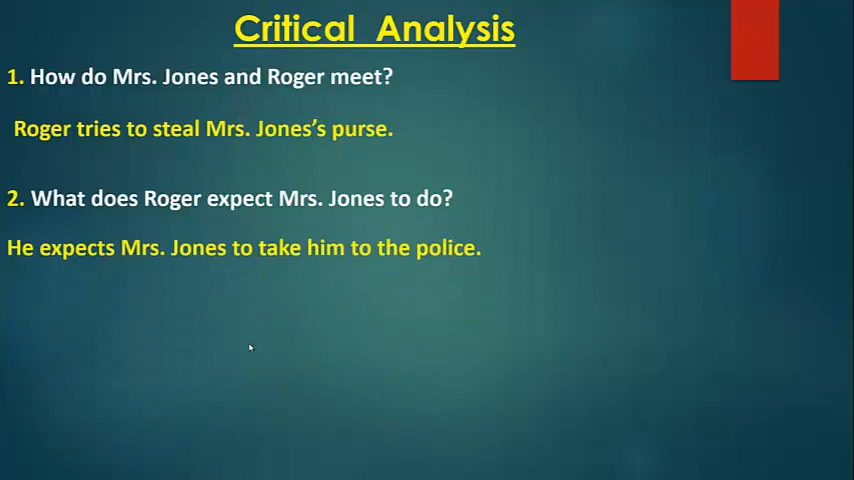 Critical Analysis
1. How do Mrs. Jones and Roger meet?
Roger tries to steal Mrs. Jones’s purse.
2. What does Roger expect Mrs. Jones to do?
He expects Mrs. Jones to take him to the police.